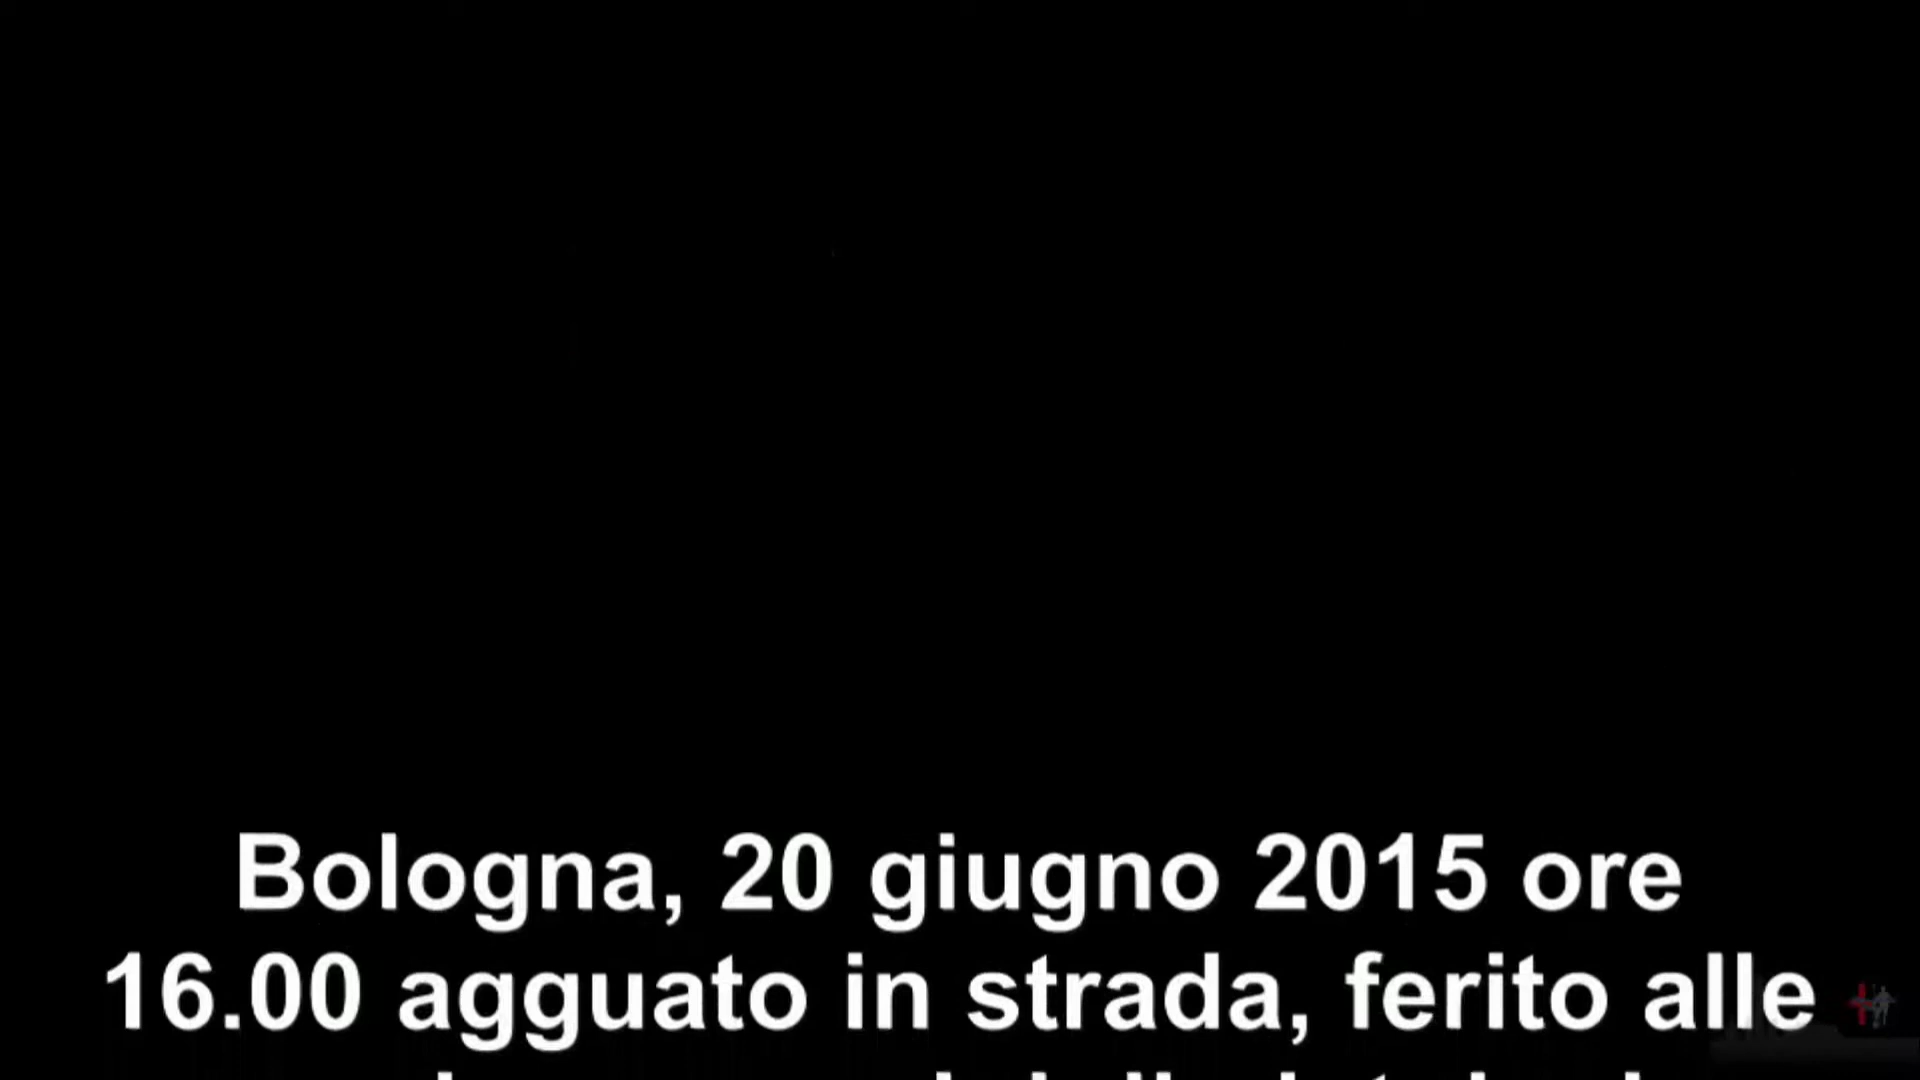 Bologna, 20 giugno 2015 ore
16.00 agguato in strada, ferito alle